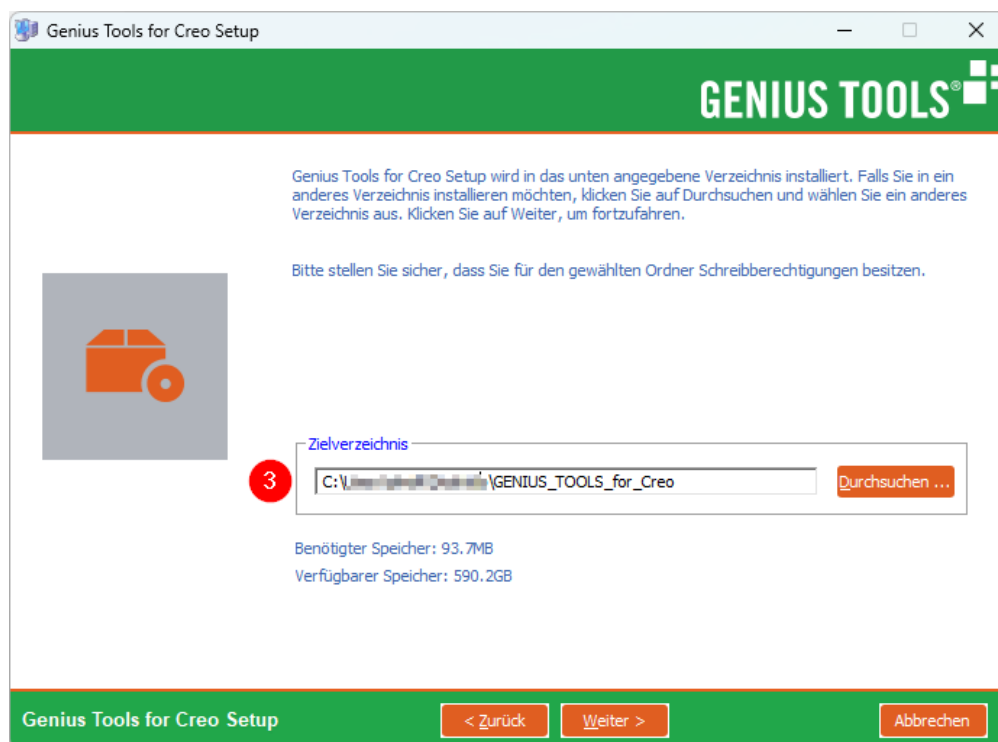 Genius Tools for Creo Setup
GENIUS TOOLS®
Genius Tools for Creo Setup wird in das unten angegebene Verzeichnis installiert. Falls Sie in ein
anderes Verzeichnis installieren möchten, klicken Sie auf Durchsuchen und wählen Sie ein anderes
Verzeichnis aus. Klicken Sie auf Weiter, um fortzufahren.
Bitte stellen Sie sicher, dass Sie für den gewählten Ordner Schreibberechtigungen besitzen.
Zielverzeichnis
3
C:\ \GENIUS_TOOLS_for_Creo
Durchsuchen ...
Benötigter Speicher: 93.7MB
Verfügbarer Speicher: 590.2GB
Genius Tools for Creo Setup
< Zurück
Weiter >
Abbrechen